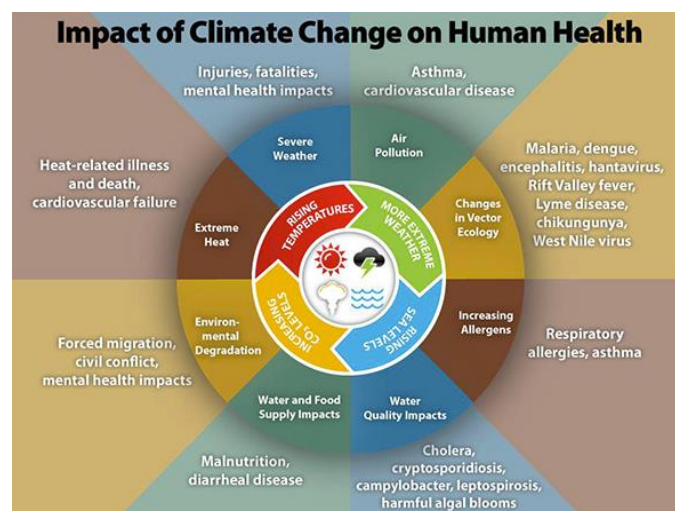 Impact of Climate Change on Human Health
Injuries, fatalities,
mental health impacts
Asthma,
cardiovascular disease
Severe
Weather
Air
Pollution
Heat-related illness
and death,
cardiovascular failure
Malaria, dengue,
encephalitis, hantavirus,
Rift Valley fever,
Lyme disease,
chikungunya,
West Nile virus
Extreme
Heat
RISING
TEMPERATURES
MORE EXTREME
WEATHER
Changes
in Vector
Ecology
Environ-
mental
Degradation
INCREASING
CO₂ LEVELS
RISING
SEA LEVELS
Increasing
Allergens
Forced migration,
civil conflict,
mental health impacts
Respiratory
allergies, asthma
Water and Food
Supply Impacts
Water
Quality Impacts
Malnutrition,
diarrheal disease
Cholera,
cryptosporidiosis,
campylobacter, leptospirosis,
harmful algal blooms